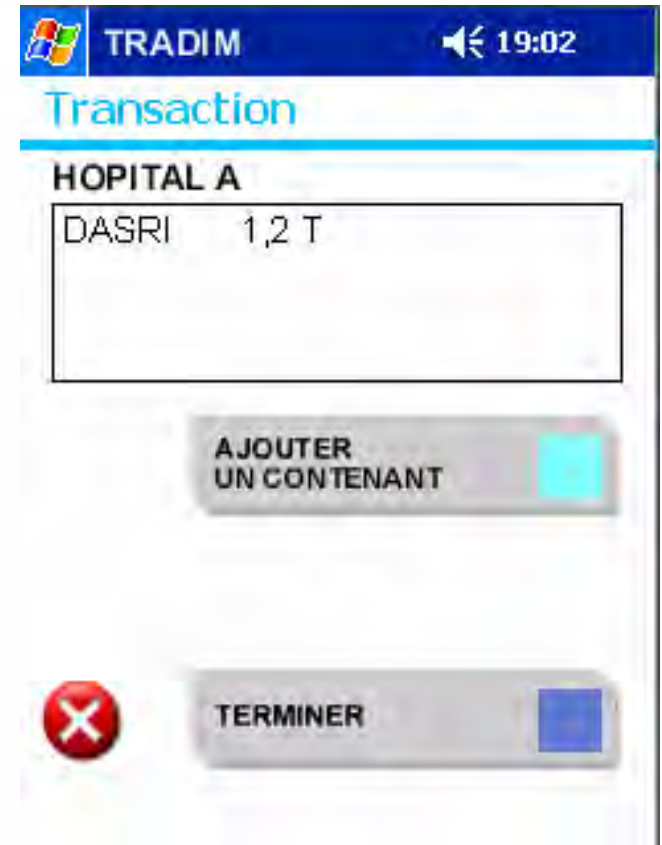 TRADIM 19:02
Transaction
HOPITAL A
DASRI 1,2 T
AJOUTER
UN CONTENANT
TERMINER